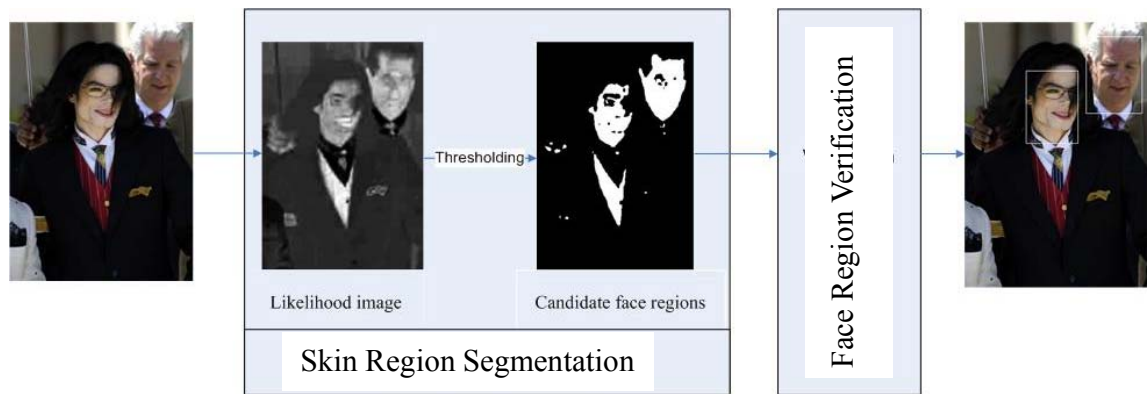 Thresholding
Likelihood image
Candidate face regions
Skin Region Segmentation
Face Region Verification